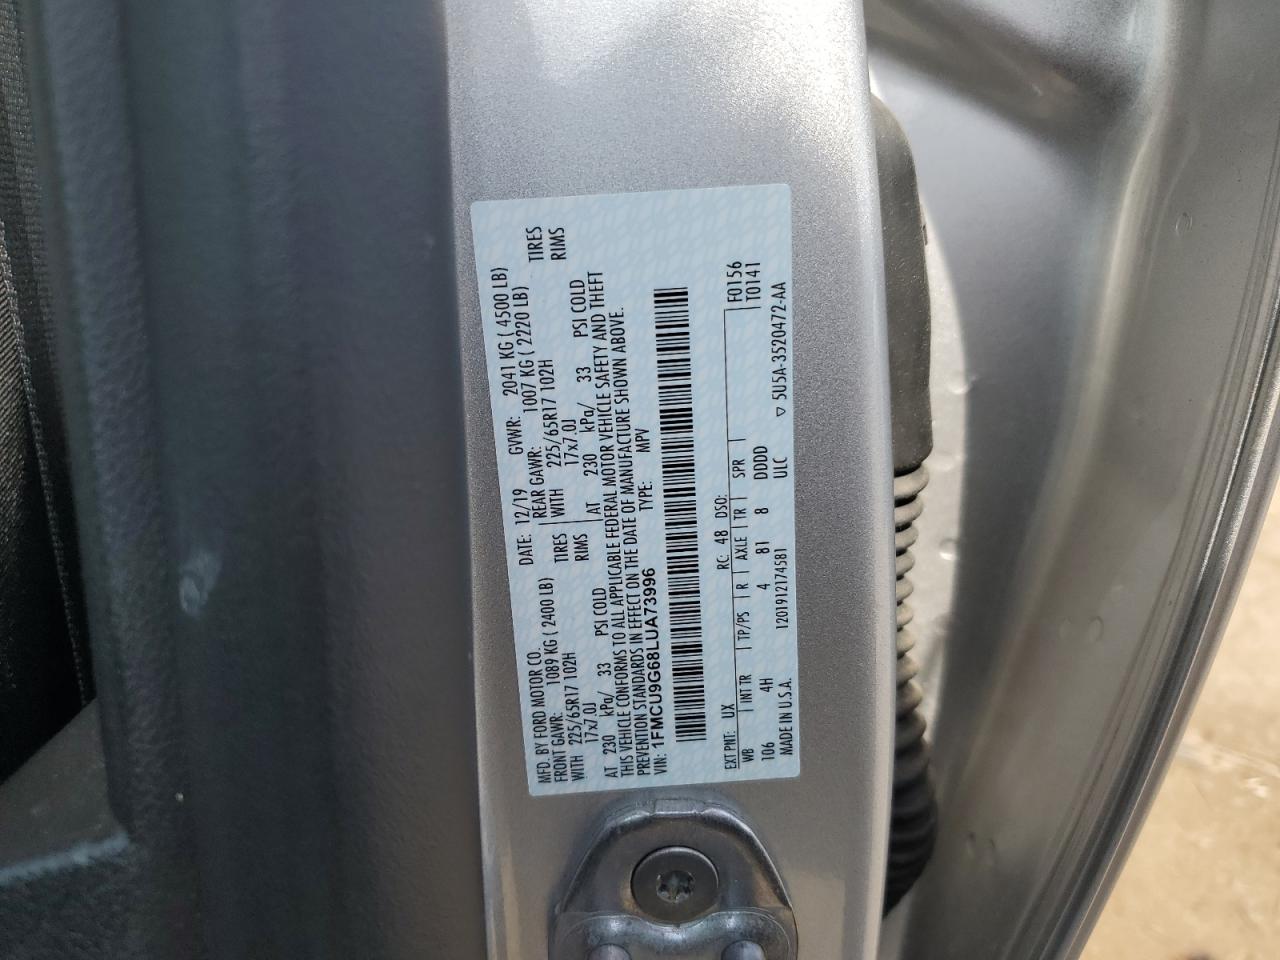 MFD. BY FORD MOTOR CO. DATE: 12/19 GVWR: 2041 KG ( 4500 LB)
FRONT GAWR: 1089 KG ( 2400 LB) REAR GAWR: 1007 KG ( 2220 LB)
WITH 225/65R17 102H TIRES WITH 225/65R17 102H TIRES
17x7.0J RIMS 17x7.0J RIMS
AT 230 kPa/ 33 PSI COLD AT 230 kPa/ 33 PSI COLD
THIS VEHICLE CONFORMS TO ALL APPLICABLE FEDERAL MOTOR VEHICLE SAFETY AND THEFT
PREVENTION STANDARDS IN EFFECT ON THE DATE OF MANUFACTURE SHOWN ABOVE.
VIN: 1FMCU9G68LUA73996 TYPE: MPV
EXT PNT: UX RC: 48 DSO: F0156
WB INT TR TP/PS R AXLE TR SPR T0141
106 4H 4 81 8 DDDD
MADE IN U.S.A. 1201912174581 ULC ▽ 5U5A-3520472-AA